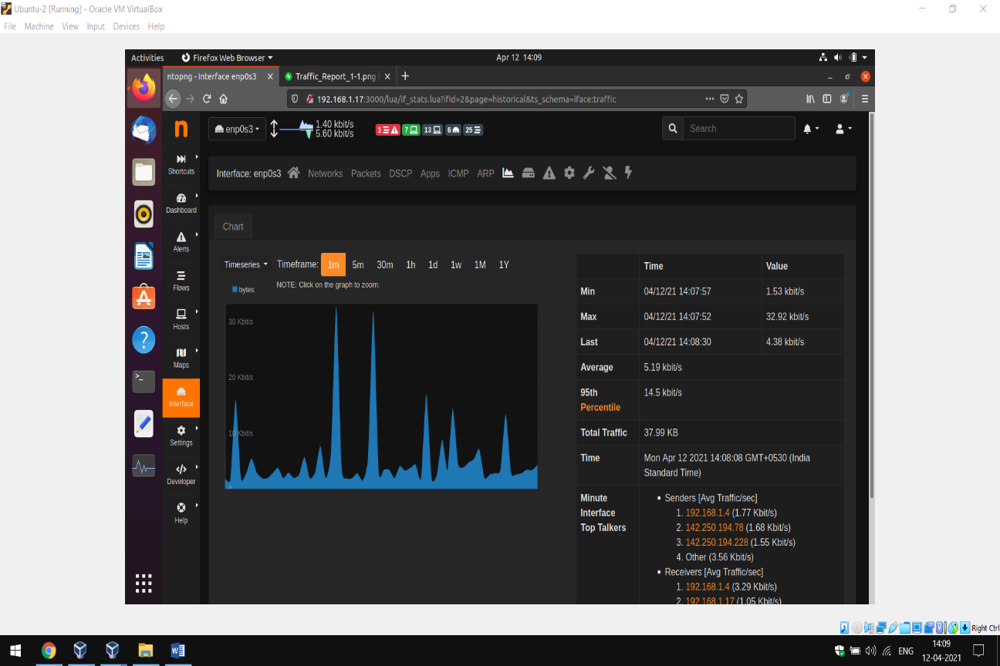 Ubuntu-2 [Running] - Oracle VM VirtualBox
File Machine View Input Devices Help
Activities Firefox Web Browser Apr 12 14:09
ntopng - Interface enp0s3 Traffic_Report_1-1.png (
192.168.1.17:3000/lua/if_stats.lua?ifid=2&page=historical&ts_schema=iface:traffic
n enp0s3 1.40 kbit/s
5.60 kbit/s
1 7 13 6 25 Search
Shortcuts
Dashboard
Alerts
Flows
Hosts
Maps
Interface
Settings
Developer
Help
Interface: enp0s3 Networks Packets DSCP Apps ICMP ARP
Chart
Timeseries Timeframe: 1m 5m 30m 1h 1d 1w 1M 1Y
NOTE: Click on the graph to zoom.
bytes
30 Kbit/s
20 Kbit/s
10 Kbit/s
0
Time Value
Min 04/12/21 14:07:57 1.53 kbit/s
Max 04/12/21 14:07:52 32.92 kbit/s
Last 04/12/21 14:08:30 4.38 kbit/s
Average 5.19 kbit/s
95th 14.5 kbit/s
Percentile
Total Traffic 37.99 KB
Time Mon Apr 12 2021 14:08:08 GMT+0530 (India
Standard Time)
Minute • Senders [Avg Traffic/sec]
Interface 1. 192.168.1.4 (1.77 Kbit/s)
Top Talkers 2. 142.250.194.78 (1.68 Kbit/s)
3. 142.250.194.228 (1.55 Kbit/s)
4. Other (3.56 Kbit/s)
• Receivers [Avg Traffic/sec]
1. 192.168.1.4 (3.29 Kbit/s)
2. 192.168.1.17 (1.05 Kbit/s)
Right Ctrl
ENG 14:09
12-04-2021